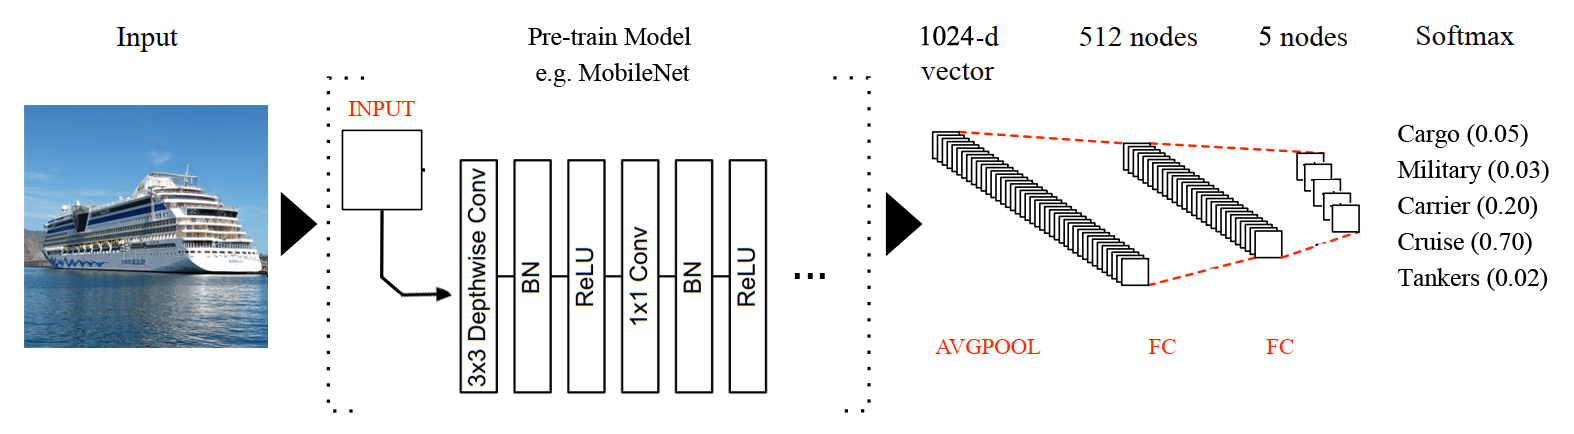 Input
Pre-train Model
e.g. MobileNet
1024-d
vector
512 nodes
5 nodes
Softmax
INPUT
3x3 Depthwise Conv
BN
ReLU
1x1 Conv
BN
ReLU
...
Cargo (0.05)
Military (0.03)
Carrier (0.20)
Cruise (0.70)
Tankers (0.02)
AVGPOOL
FC
FC